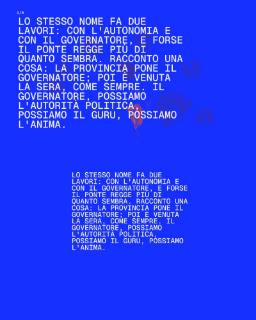 LO STESSO NOME FA DUE
LAVORI: CON L'AUTONOMIA E
CON IL GOVERNATORE, E FORSE
IL PONTE REGGE PIÙ DI
QUANTO SEMBRA. RACCONTO UNA
COSA: LA PROVINCIA PONE IL
GOVERNATORE; POI È VENUTA
LA SERA, COME SEMPRE. IL
GOVERNATORE, POSSIAMO
L'AUTORITÀ POLITICA,
POSSIAMO IL GURU, POSSIAMO
L'ANIMA.
LO STESSO NOME FA DUE
LAVORI: CON L'AUTONOMIA E
CON IL GOVERNATORE, E FORSE
IL PONTE REGGE PIÙ DI
QUANTO SEMBRA. RACCONTO UNA
COSA: LA PROVINCIA PONE IL
GOVERNATORE; POI È VENUTA
LA SERA, COME SEMPRE. IL
GOVERNATORE, POSSIAMO
L'AUTORITÀ POLITICA,
POSSIAMO IL GURU, POSSIAMO
L'ANIMA.